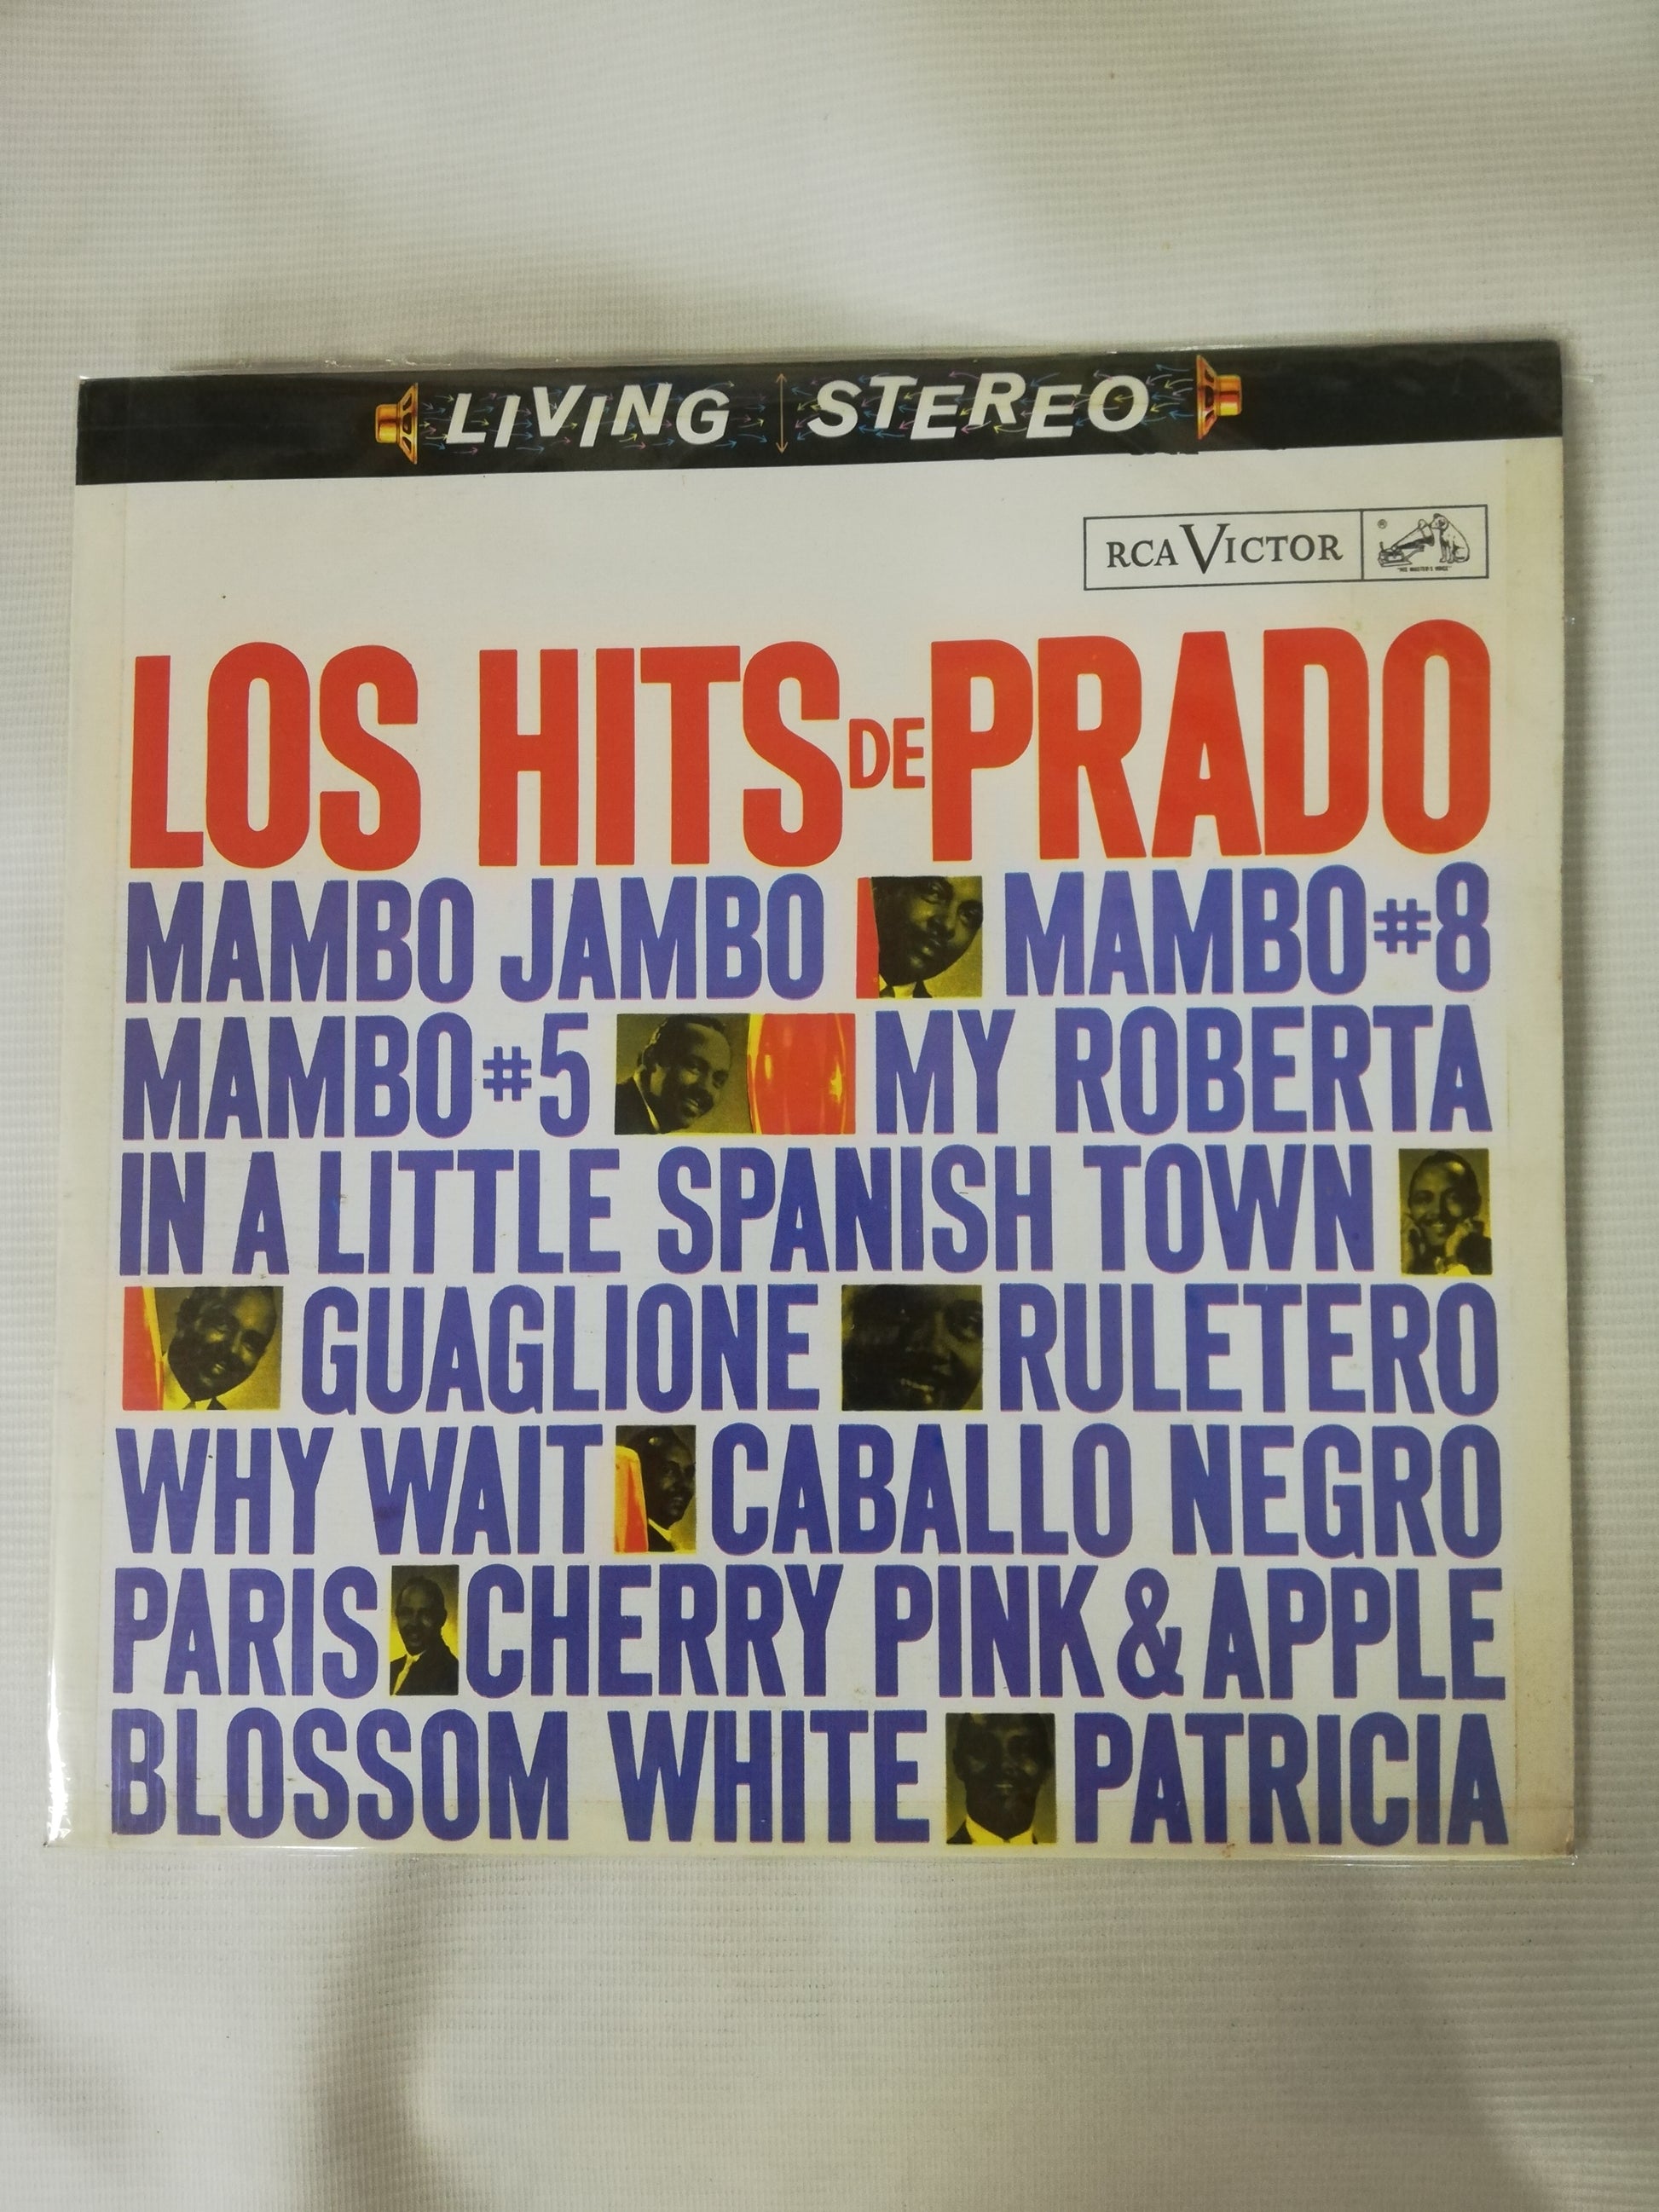 LIVING STEREO
RCA VICTOR ®
"HIS MASTER'S VOICE"
LOS HITS DE PRADO
MAMBO JAMBO MAMBO #8
MAMBO #5 MY ROBERTA
IN A LITTLE SPANISH TOWN
GUAGLIONE RULETERO
WHY WAIT CABALLO NEGRO
PARIS CHERRY PINK & APPLE
BLOSSOM WHITE PATRICIA